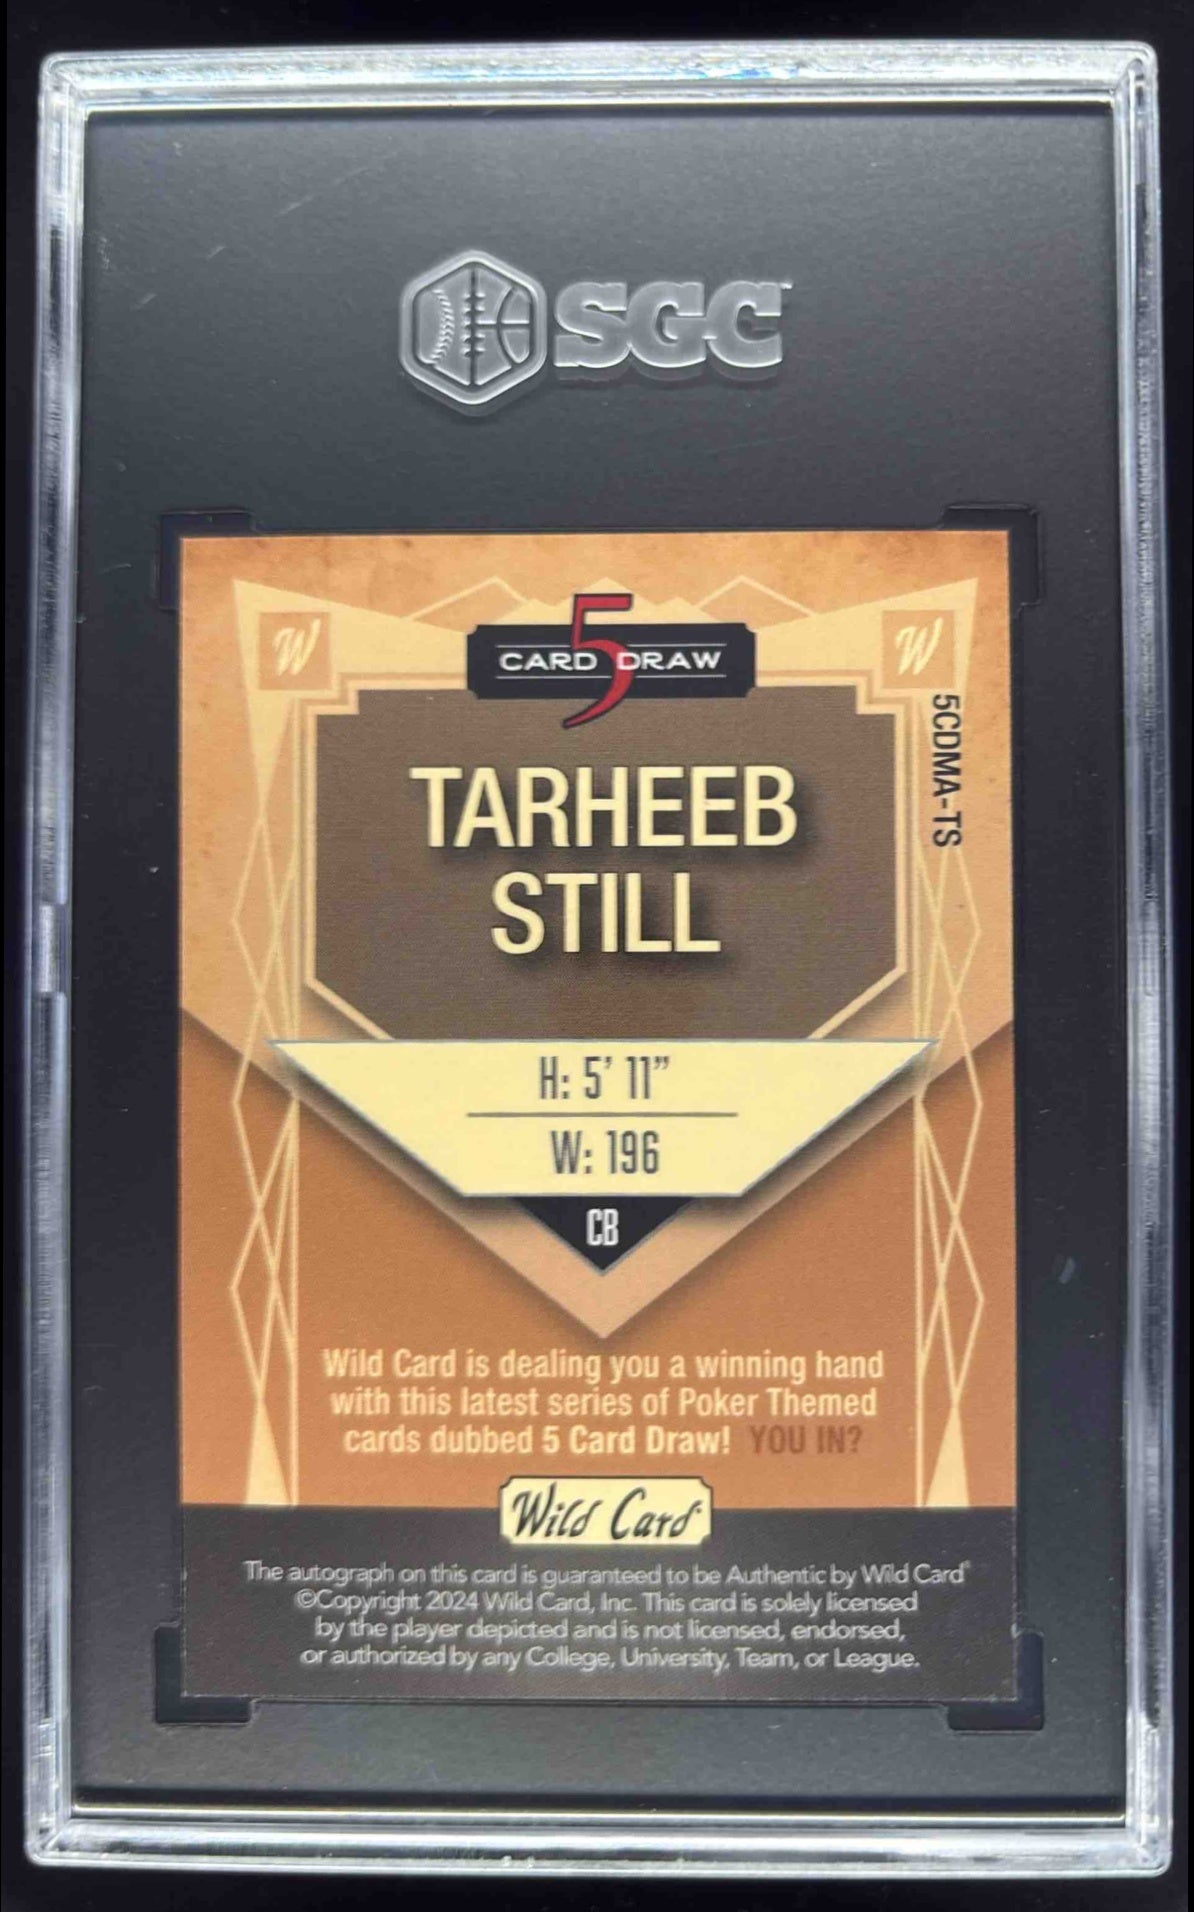 SGC
5
CARD DRAW
W
W
5CDMA-TS
TARHEEB
STILL
H: 5' 11"
W: 196
CB
Wild Card is dealing you a winning hand
with this latest series of Poker Themed
cards dubbed 5 Card Draw! YOU IN?
Wild Card
The autograph on this card is guaranteed to be Authentic by Wild Card®
©Copyright 2024 Wild Card, Inc. This card is solely licensed
by the player depicted and is not licensed, endorsed,
or authorized by any College, University, Team, or League.